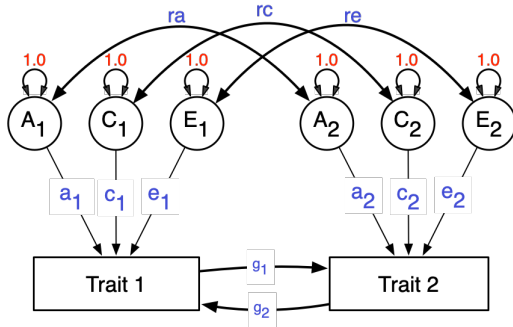 ra rc re
1.0 1.0 1.0 1.0 1.0 1.0
A1 C1 E1 A2 C2 E2
a1 c1 e1 a2 c2 e2
g1
Trait 1 Trait 2
g2